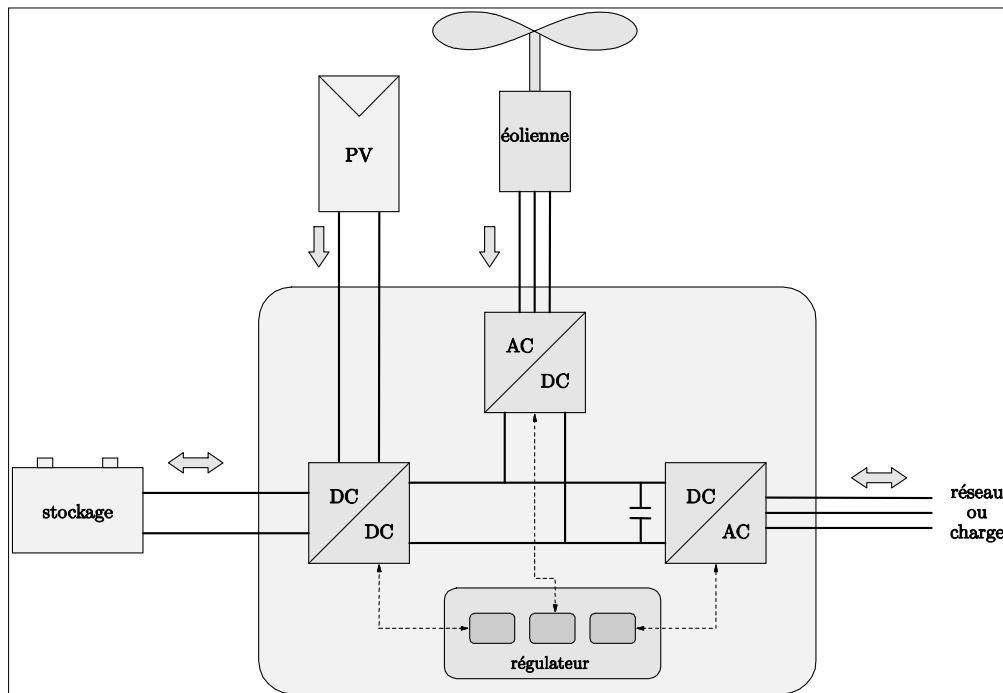 éolienne
PV
AC
DC
DC
DC
DC
AC
stockage
réseau
ou
charge
régulateur